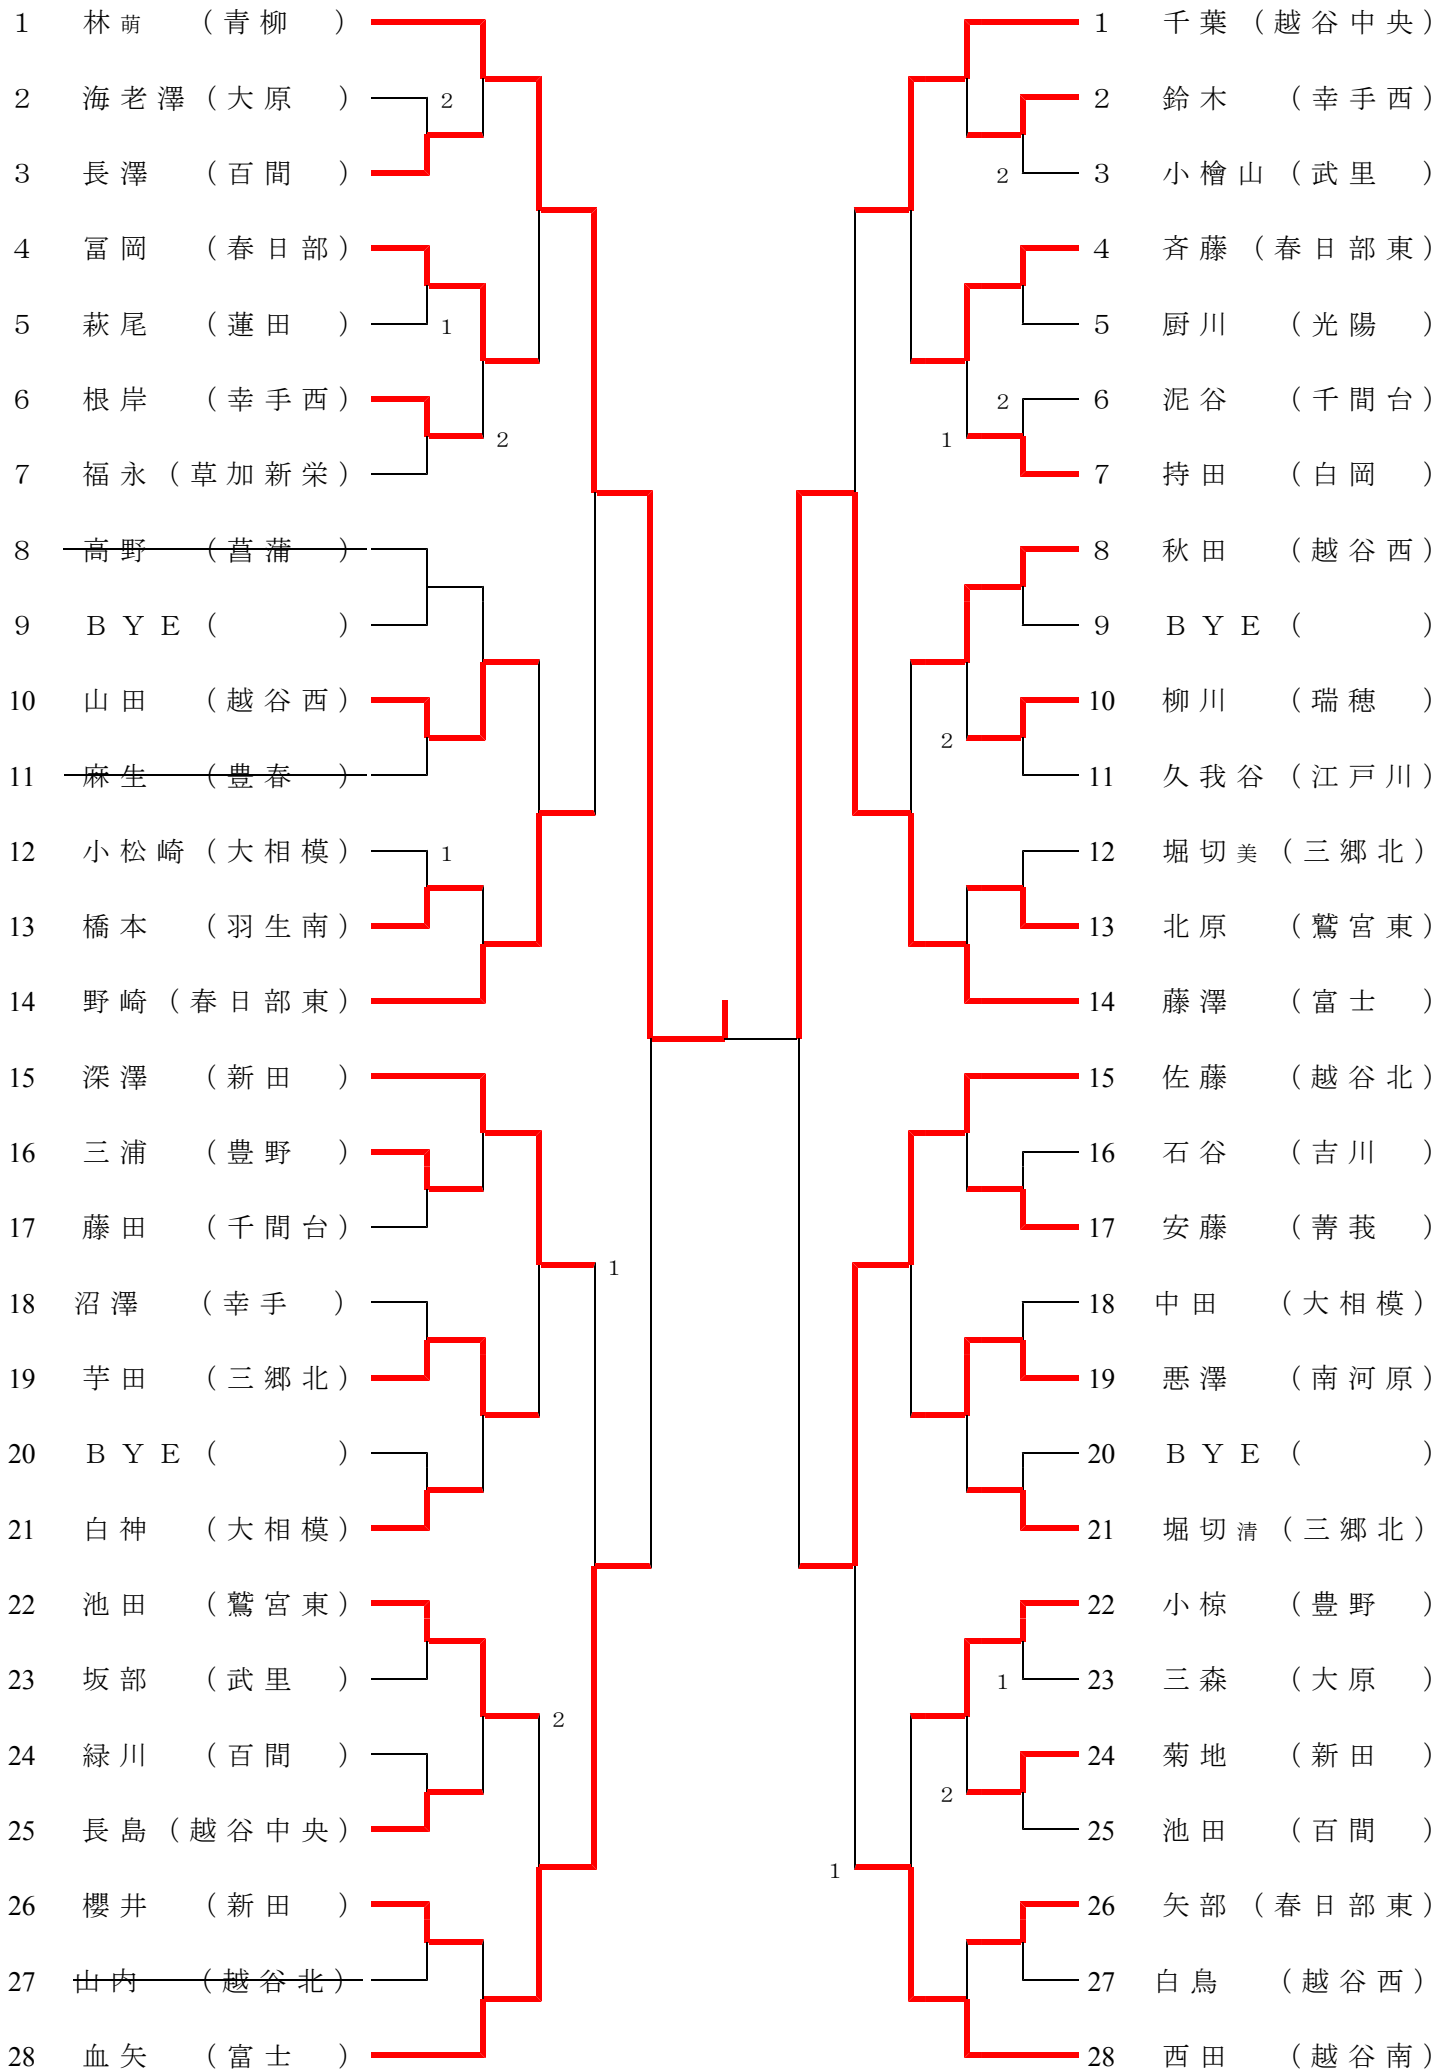 1 林萌 （青柳 ）
2 海老澤（大原 ） 2
3 長澤 （百間 ）
4 冨岡 （春日部）
5 萩尾 （蓮田 ） 1
6 根岸 （幸手西）
2
7 福永（草加新栄）
8 高野 （菖蒲 ）
9 ＢＹＥ（ ）
10 山田 （越谷西）
11 麻生 （豊春 ）
12 小松崎（大相模） 1
13 橋本 （羽生南）
14 野崎（春日部東）
15 深澤 （新田 ）
16 三浦 （豊野 ）
17 藤田 （千間台）
1
18 沼澤 （幸手 ）
19 芋田 （三郷北）
20 ＢＹＥ（ ）
21 白神 （大相模）
22 池田 （鷲宮東）
23 坂部 （武里 ）
2
24 緑川 （百間 ）
25 長島（越谷中央）
26 櫻井 （新田 ）
27 山内 （越谷北）
28 血矢 （富士 ）
1 千葉（越谷中央）
2 鈴木 （幸手西）
2 3 小檜山（武里 ）
4 斉藤（春日部東）
5 厨川 （光陽 ）
2 6 泥谷 （千間台）
1
7 持田 （白岡 ）
8 秋田 （越谷西）
9 ＢＹＥ（ ）
10 柳川 （瑞穂 ）
2
11 久我谷（江戸川）
12 堀切美（三郷北）
13 北原 （鷲宮東）
14 藤澤 （富士 ）
15 佐藤 （越谷北）
16 石谷 （吉川 ）
17 安藤 （菁莪 ）
18 中田 （大相模）
19 悪澤 （南河原）
20 ＢＹＥ（ ）
21 堀切清（三郷北）
22 小椋 （豊野 ）
1 23 三森 （大原 ）
24 菊地 （新田 ）
2
25 池田 （百間 ）
1
26 矢部（春日部東）
27 白鳥 （越谷西）
28 西田 （越谷南）